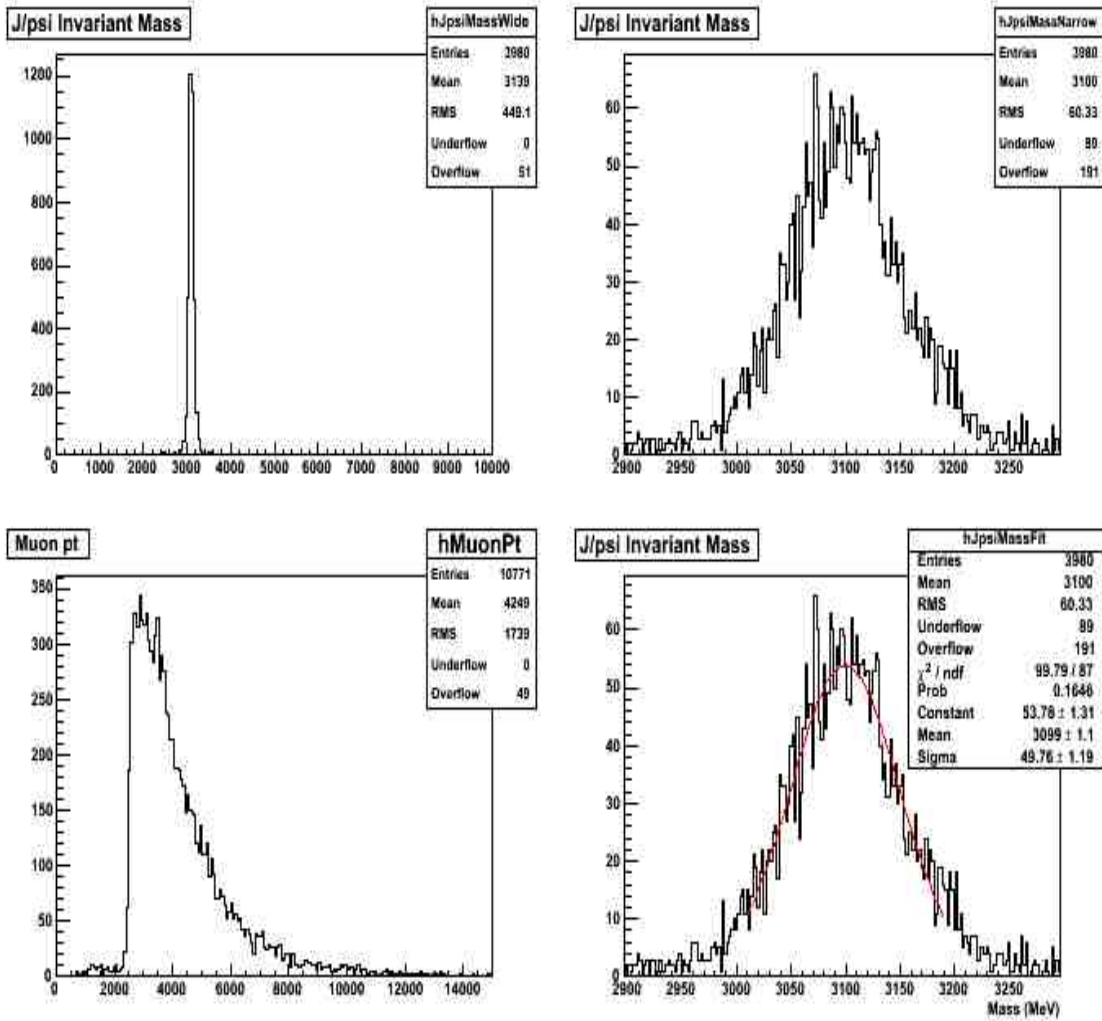 J/psi Invariant Mass
hJpsiMassWide
Entries 3980
Mean 3139
RMS 449.1
Underflow 0
Overflow 51
1200
1000
800
600
400
200
0
0 1000 2000 3000 4000 5000 6000 7000 8000 9000 10000
J/psi Invariant Mass
hJpsiMassNarrow
Entries 3980
Mean 3100
RMS 60.33
Underflow 89
Overflow 191
60
50
40
30
20
10
0
2900 2950 3000 3050 3100 3150 3200 3250
Muon pt
hMuonPt
Entries 10771
Mean 4249
RMS 1739
Underflow 0
Overflow 49
350
300
250
200
150
100
50
0
0 2000 4000 6000 8000 10000 12000 14000
J/psi Invariant Mass
hJpsiMassFit
Entries 3980
Mean 3100
RMS 60.33
Underflow 89
Overflow 191
χ² / ndf 99.79 / 87
Prob 0.1646
Constant 53.78 ± 1.31
Mean 3099 ± 1.1
Sigma 49.76 ± 1.19
60
50
40
30
20
10
0
2900 2950 3000 3050 3100 3150 3200 3250
Mass (MeV)